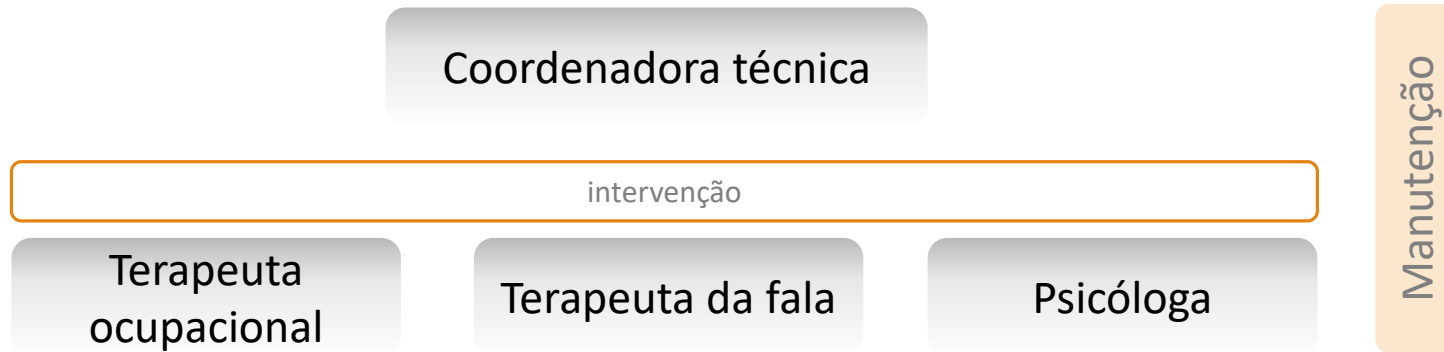 Coordenadora técnica
intervenção
Terapeuta
ocupacional
Terapeuta da fala
Psicóloga
Manutenção